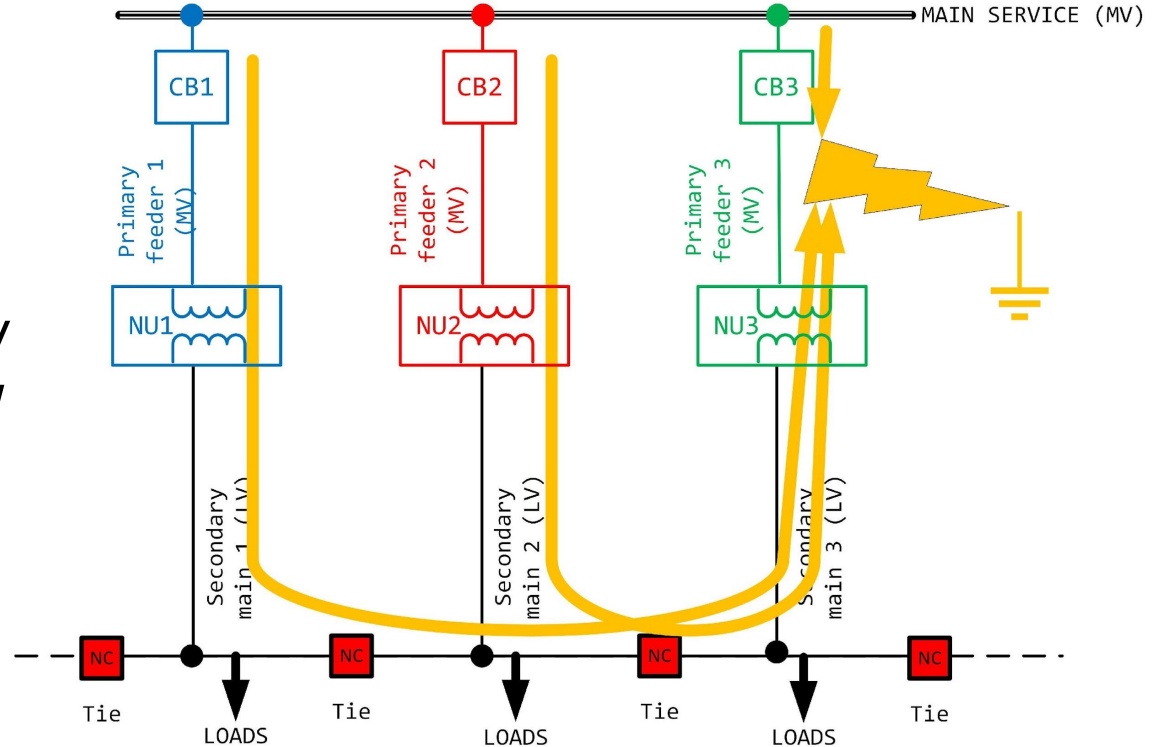 MAIN SERVICE (MV)
CB1
CB2
CB3
Primary
feeder 1
(MV)
Primary
feeder 2
(MV)
Primary
feeder 3
(MV)
NU1
NU2
NU3
Secondary
main 1 (LV)
Secondary
main 2 (LV)
Secondary
main 3 (LV)
NC
NC
NC
NC
Tie
Tie
Tie
Tie
LOADS
LOADS
LOADS